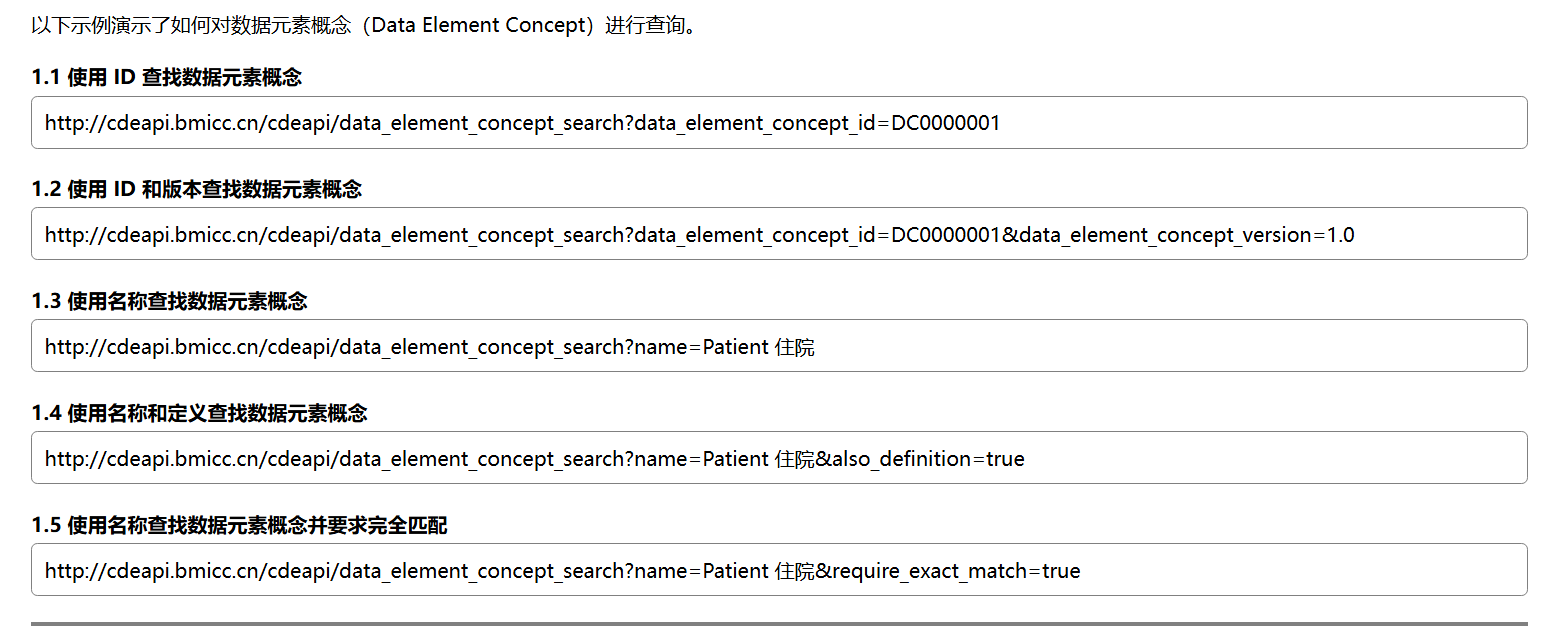 以下示例演示了如何对数据元素概念（Data Element Concept）进行查询。
1.1 使用 ID 查找数据元素概念
http://cdeapi.bmicc.cn/cdeapi/data_element_concept_search?data_element_concept_id=DC0000001
1.2 使用 ID 和版本查找数据元素概念
http://cdeapi.bmicc.cn/cdeapi/data_element_concept_search?data_element_concept_id=DC0000001&data_element_concept_version=1.0
1.3 使用名称查找数据元素概念
http://cdeapi.bmicc.cn/cdeapi/data_element_concept_search?name=Patient 住院
1.4 使用名称和定义查找数据元素概念
http://cdeapi.bmicc.cn/cdeapi/data_element_concept_search?name=Patient 住院&also_definition=true
1.5 使用名称查找数据元素概念并要求完全匹配
http://cdeapi.bmicc.cn/cdeapi/data_element_concept_search?name=Patient 住院&require_exact_match=true